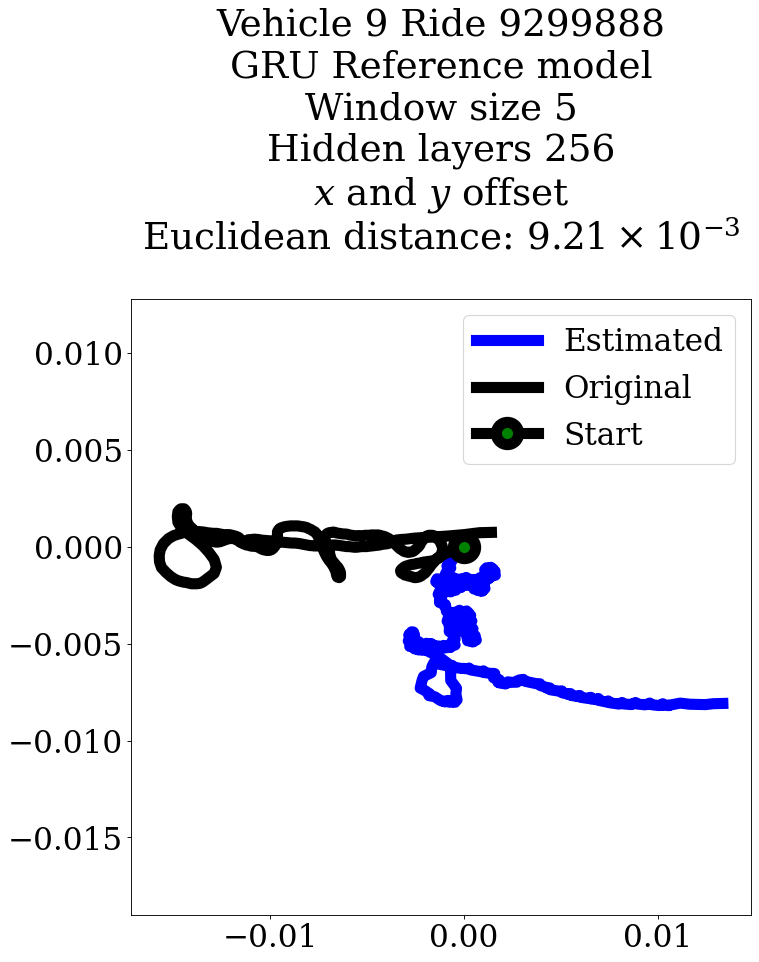 Vehicle 9 Ride 9299888
GRU Reference model
Window size 5
Hidden layers 256
x and y offset
Euclidean distance: 9.21 × 10⁻³
Estimated
Original
Start
0.010
0.005
0.000
−0.005
−0.010
−0.015
−0.01
0.00
0.01